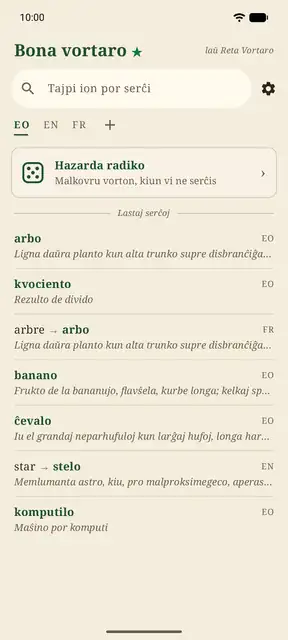 10:00
Bona vortaro ★
laŭ Reta Vortaro
Tajpi ion por serĉi
EO EN FR +
Hazarda radiko
Malkovru vorton, kiun vi ne serĉis
Lastaj serĉoj
arbo EO
Ligna daŭra planto kun alta trunko supre disbranĉiĝa...
kvociento EO
Rezulto de divido
arbre → arbo FR
Ligna daŭra planto kun alta trunko supre disbranĉiĝa...
banano EO
Frukto de la bananujo, flavŝela, kurbe longa; kelkaj sp...
ĉevalo EO
Iu el grandaj neparhufuloj kun larĝaj hufoj, longa har...
star → stelo EN
Memlumanta astro, kiu, pro malproksimegeco, aperas...
komputilo EO
Maŝino por komputi